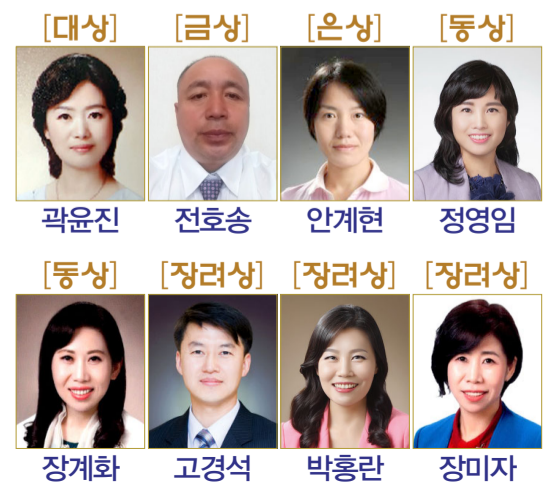 [대상] [금상] [은상] [동상]
곽윤진 전호송 안계현 정영임
[동상] [장려상] [장려상] [장려상]
장계화 고경석 박홍란 장미자